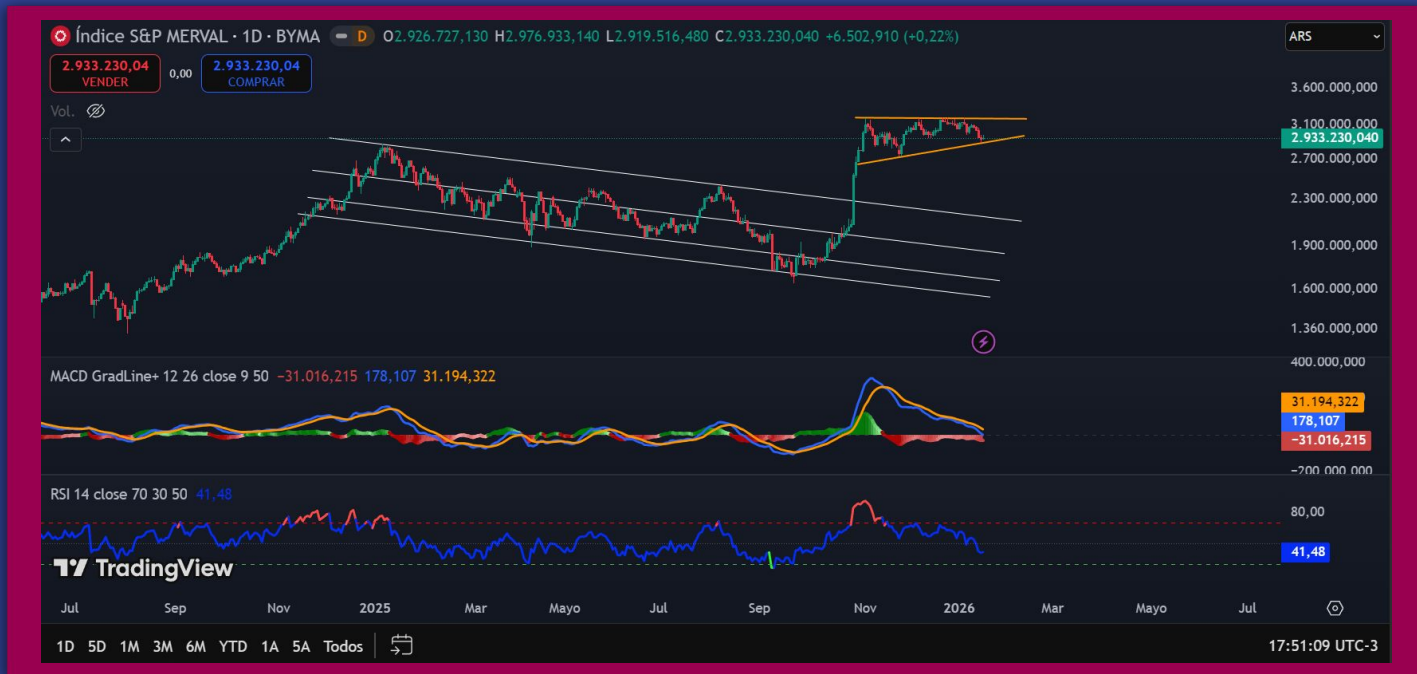 Índice S&P MERVAL · 1D · BYMA D O2.926.727,130 H2.976.933,140 L2.919.516,480 C2.933.230,040 +6.502,910 (+0,22%)
ARS
2.933.230,04 VENDER
0,00
2.933.230,04 COMPRAR
Vol.
3.600.000,000
3.100.000,000
2.933.230,040
2.700.000,000
2.300.000,000
1.900.000,000
1.600.000,000
1.360.000,000
MACD GradLine+ 12 26 close 9 50 −31.016,215 178,107 31.194,322
400.000,000
31.194,322
178,107
−31.016,215
−200.000,000
RSI 14 close 70 30 50 41,48
80,00
41,48
TradingView
Jul Sep Nov 2025 Mar Mayo Jul Sep Nov 2026 Mar Mayo Jul
1D 5D 1M 3M 6M YTD 1A 5A Todos
17:51:09 UTC-3